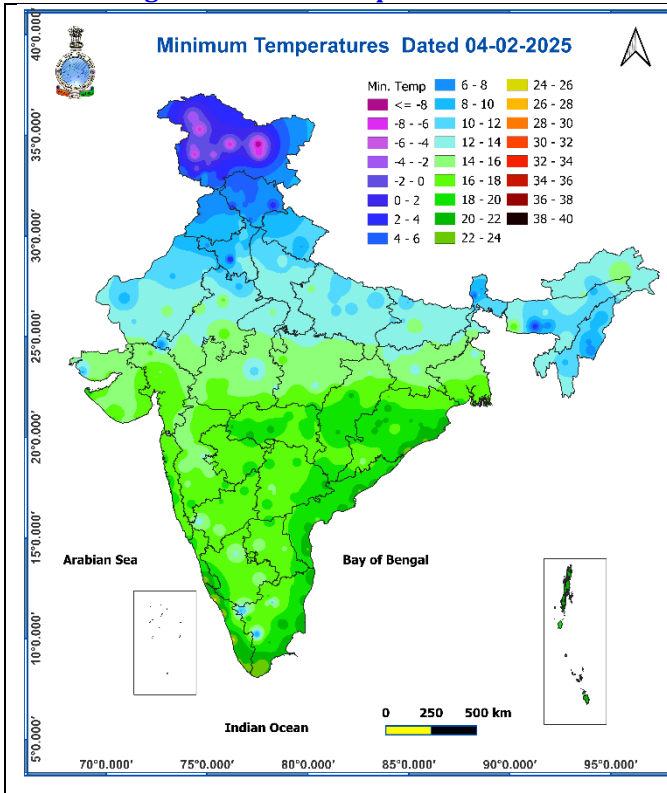 Minimum Temperatures Dated 04-02-2025
Min. Temp
<= -8
-8 - -6
-6 - -4
-4 - -2
-2 - 0
0 - 2
2 - 4
4 - 6
6 - 8
8 - 10
10 - 12
12 - 14
14 - 16
16 - 18
18 - 20
20 - 22
22 - 24
24 - 26
26 - 28
28 - 30
30 - 32
32 - 34
34 - 36
36 - 38
38 - 40
40°0.000'
35°0.000'
30°0.000'
25°0.000'
20°0.000'
15°0.000'
10°0.000'
5°0.000'
Arabian Sea
Bay of Bengal
Indian Ocean
0 250 500 km
70°0.000' 75°0.000' 80°0.000' 85°0.000' 90°0.000' 95°0.000'